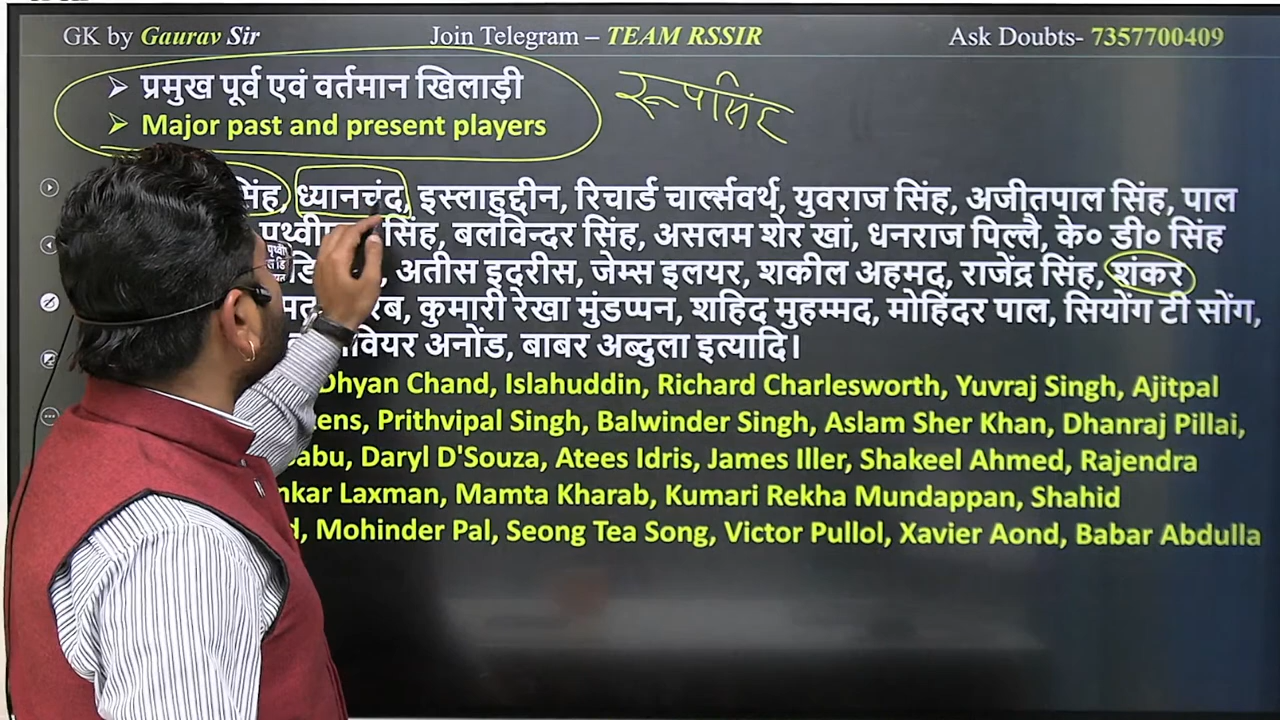 GK by Gaurav Sir Join Telegram – TEAM RSSIR Ask Doubts- 7357700409
➢ प्रमुख पूर्व एवं वर्तमान खिलाड़ी
➢ Major past and present players
रूपसिंह
सिंह, ध्यानचंद, इस्लाहुद्दीन, रिचार्ड चार्ल्सवर्थ, युवराज सिंह, अजीतपाल सिंह, पाल
सिंह, बलविन्दर सिंह, असलम शेर खां, धनराज पिल्लै, के० डी० सिंह
अतीस इदरीस, जेम्स इलयर, शकील अहमद, राजेंद्र सिंह, शंकर
कुमारी रेखा मुंडप्पन, शहिद मुहम्मद, मोहिंदर पाल, सियोंग टी सोंग,
अनोंड, बाबर अब्दुला इत्यादि।
Dhyan Chand, Islahuddin, Richard Charlesworth, Yuvraj Singh, Ajitpal
Prithvipal Singh, Balwinder Singh, Aslam Sher Khan, Dhanraj Pillai,
Daryl D'Souza, Atees Idris, James Iller, Shakeel Ahmed, Rajendra
Laxman, Mamta Kharab, Kumari Rekha Mundappan, Shahid
Mohinder Pal, Seong Tea Song, Victor Pullol, Xavier Aond, Babar Abdulla